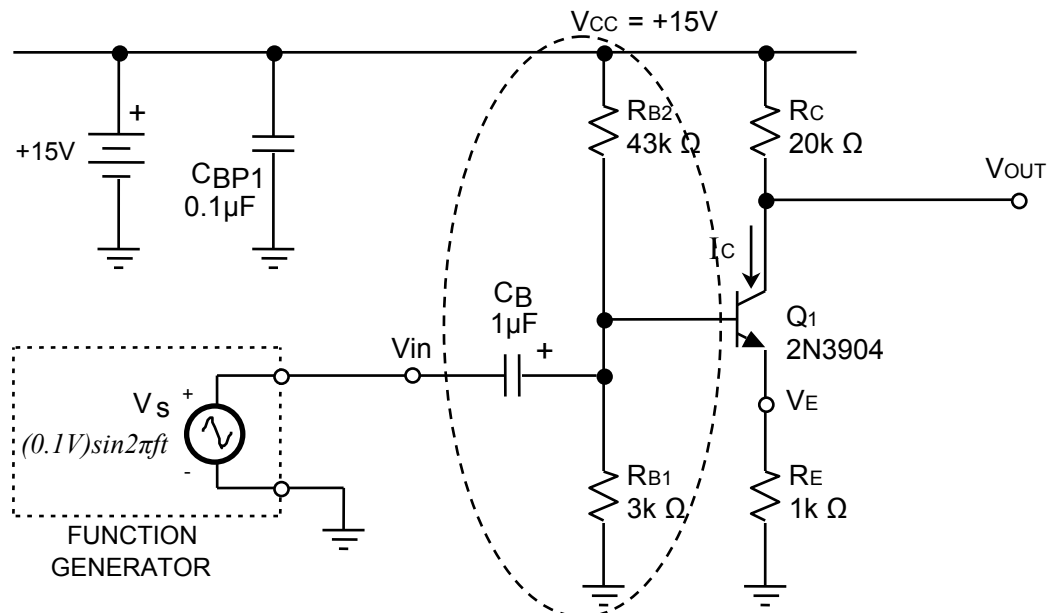 VCC = +15V
+
+15V
CBP1
0.1µF
RB2
43k Ω
RC
20k Ω
VOUT
IC
CB
1µF
+
Q1
2N3904
Vin
VE
Vs
+
(0.1V)sin2πft
-
RB1
3k Ω
RE
1k Ω
FUNCTION
GENERATOR